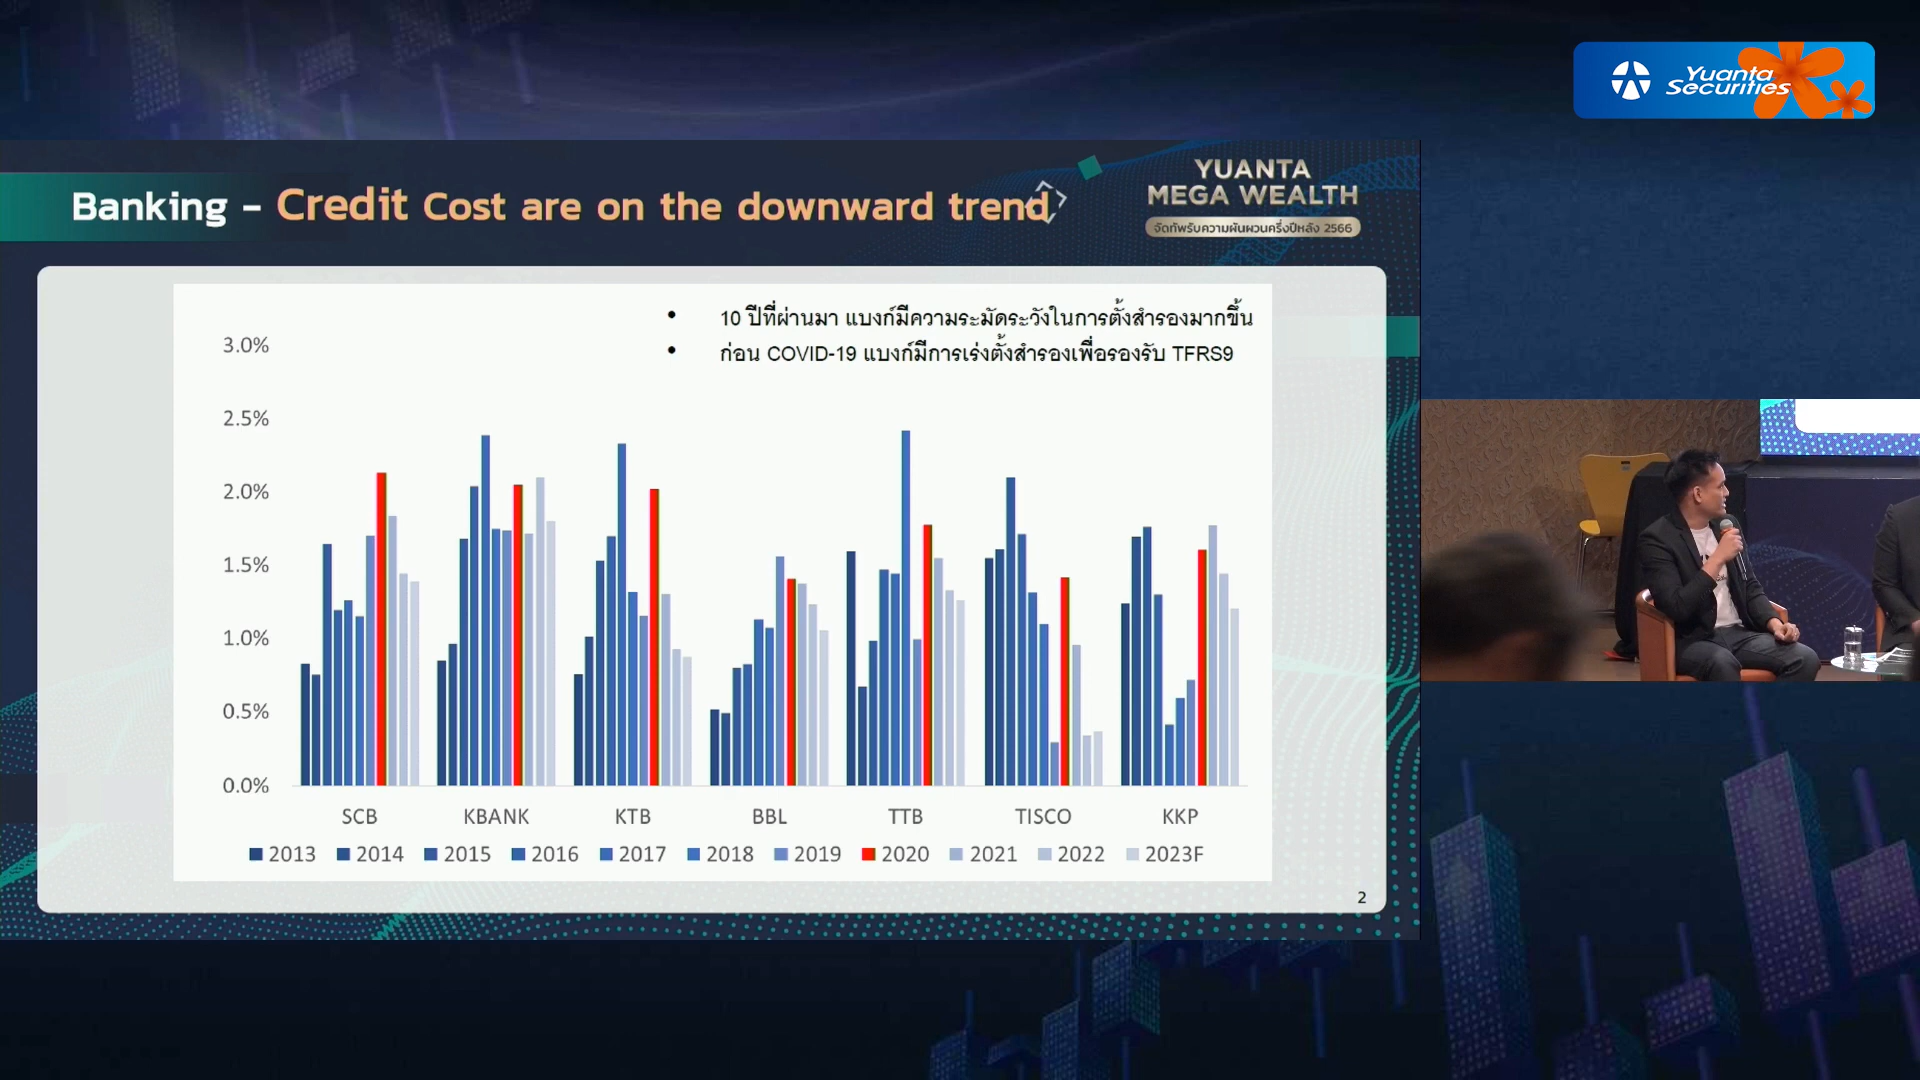 Yuanta
Securities
Banking – Credit Cost are on the downward trend
YUANTA
MEGA WEALTH
จัดทัพรับความผันผวนครึ่งปีหลัง 2566
• 10 ปีที่ผ่านมา แบงก์มีความระมัดระวังในการตั้งสำรองมากขึ้น
• ก่อน COVID-19 แบงก์มีการเร่งตั้งสำรองเพื่อรองรับ TFRS9
3.0%
2.5%
2.0%
1.5%
1.0%
0.5%
0.0%
SCB KBANK KTB BBL TTB TISCO KKP
2013 2014 2015 2016 2017 2018 2019 2020 2021 2022 2023F
2